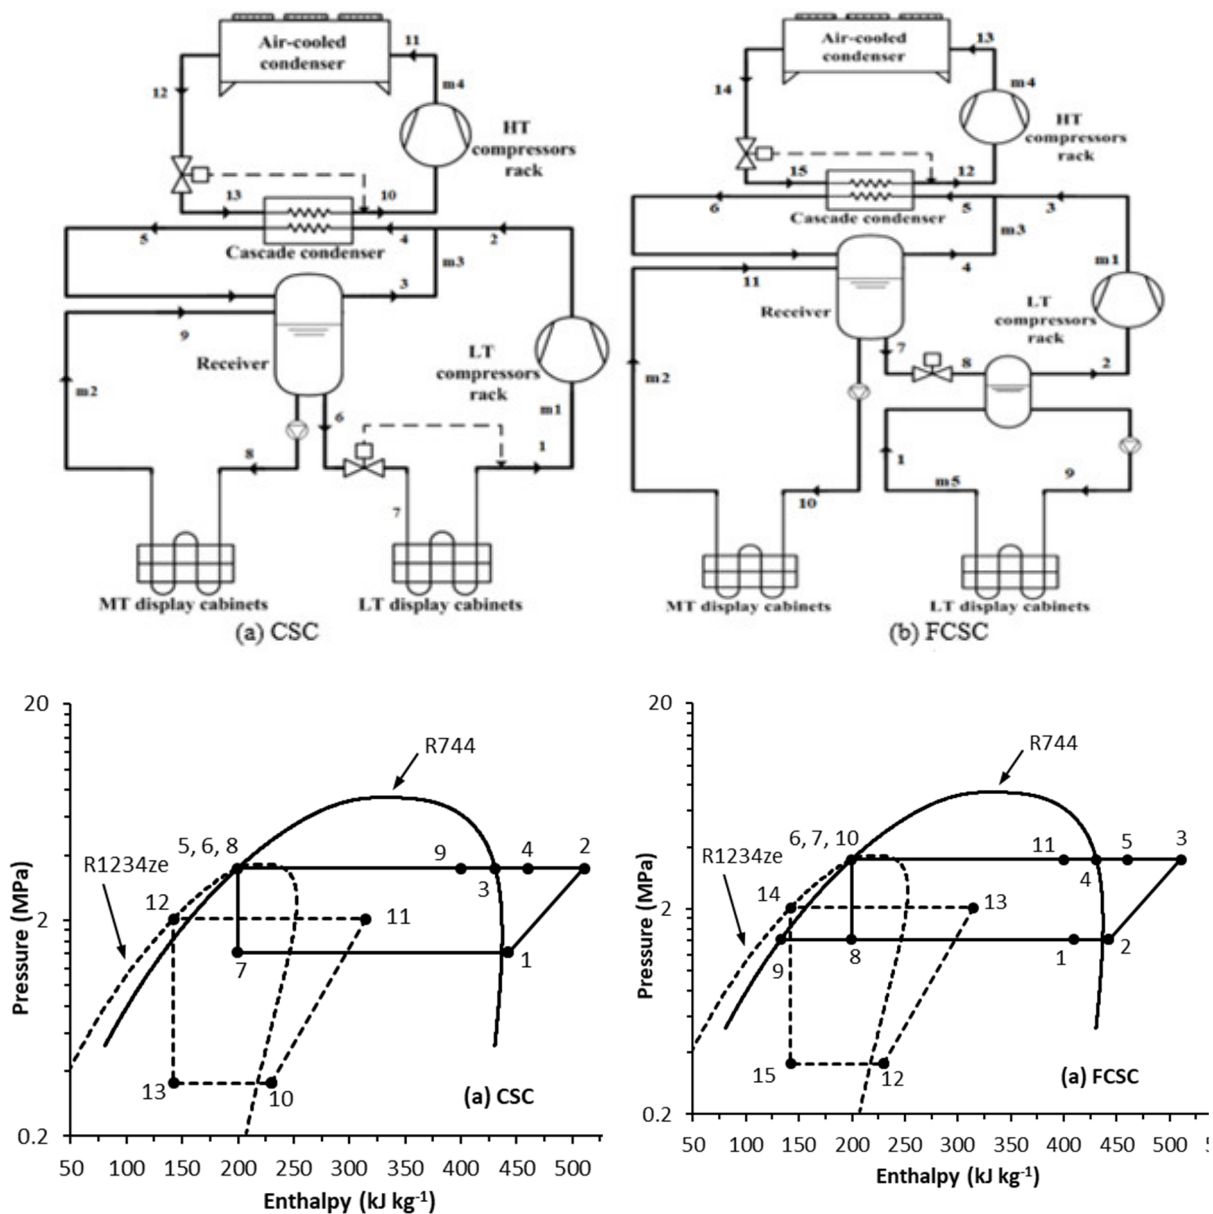 Air-cooled
condenser
11
12
m4
HT
compressors
rack
13
10
5
4
2
Cascade condenser
m3
3
9
Receiver
LT
compressors
rack
m2
m1
6
8
1
7
MT display cabinets
LT display cabinets
(a) CSC
Air-cooled
condenser
13
14
m4
HT
compressors
rack
15
12
6
5
3
Cascade condenser
m3
4
11
m1
Receiver
LT
compressors
rack
7
8
2
m2
1
9
m5
10
MT display cabinets
LT display cabinets
(b) FCSC
20
2
0.2
Pressure (MPa)
R744
R1234ze
5, 6, 8
9
4
2
3
12
11
7
1
13
10
(a) CSC
50 100 150 200 250 300 350 400 450 500
Enthalpy (kJ kg-1)
20
2
0.2
Pressure (MPa)
R744
R1234ze
6, 7, 10
11
5
3
4
14
13
9
8
1
2
15
12
(a) FCSC
50 100 150 200 250 300 350 400 450 500
Enthalpy (kJ kg-1)